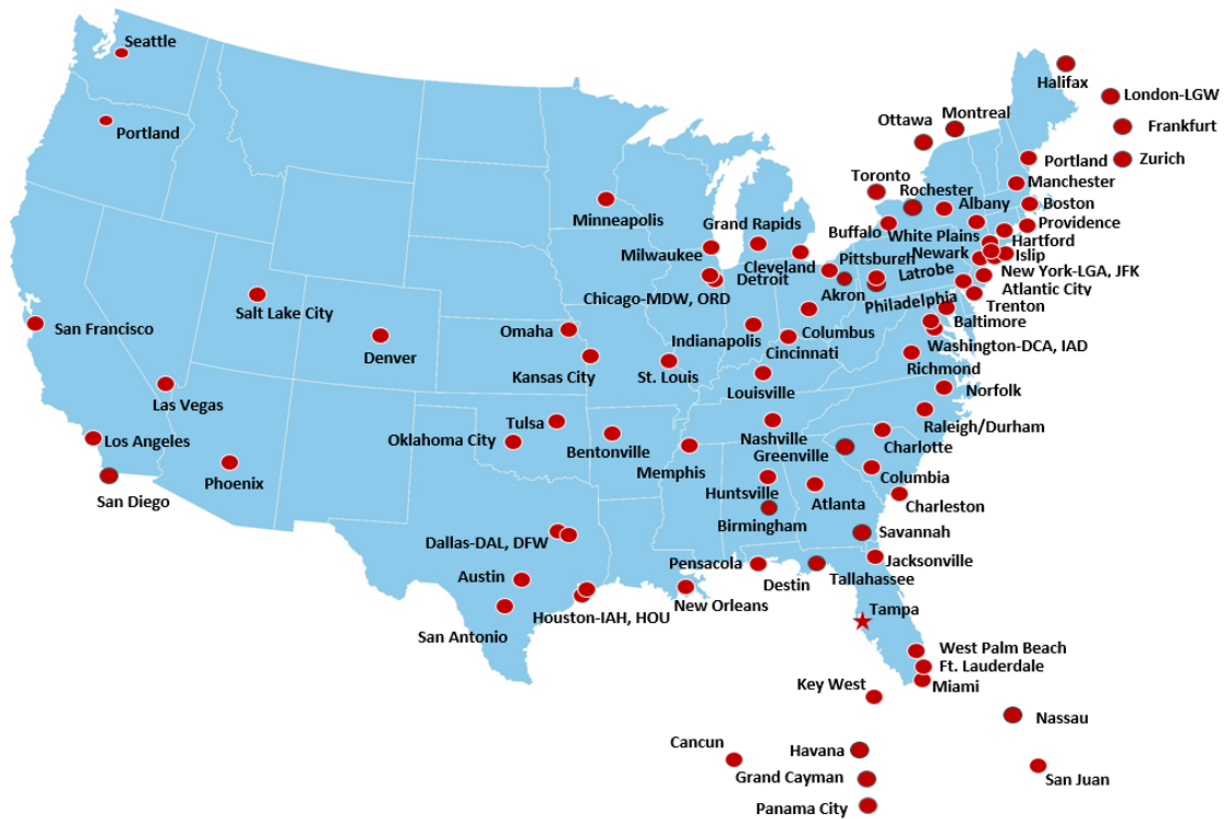 Seattle
Halifax
London-LGW
Montreal
Ottawa
Frankfurt
Portland
Portland
Zurich
Toronto
Manchester
Rochester
Albany
Boston
Minneapolis
Grand Rapids
Buffalo
White Plains
Providence
Hartford
Milwaukee
Newark
Islip
Cleveland
Pittsburgh
Latrobe
New York-LGA, JFK
Detroit
Atlantic City
Chicago-MDW, ORD
Akron
Philadelphia
Trenton
Salt Lake City
Baltimore
San Francisco
Omaha
Columbus
Indianapolis
Cincinnati
Washington-DCA, IAD
Denver
Kansas City
St. Louis
Richmond
Louisville
Norfolk
Las Vegas
Tulsa
Raleigh/Durham
Los Angeles
Oklahoma City
Nashville
Charlotte
Bentonville
Greenville
Memphis
Columbia
Phoenix
Huntsville
San Diego
Atlanta
Charleston
Birmingham
Savannah
Dallas-DAL, DFW
Jacksonville
Pensacola
Austin
Destin
Tallahassee
New Orleans
Tampa
Houston-IAH, HOU
San Antonio
West Palm Beach
Ft. Lauderdale
Key West
Miami
Nassau
Cancun
Havana
Grand Cayman
San Juan
Panama City